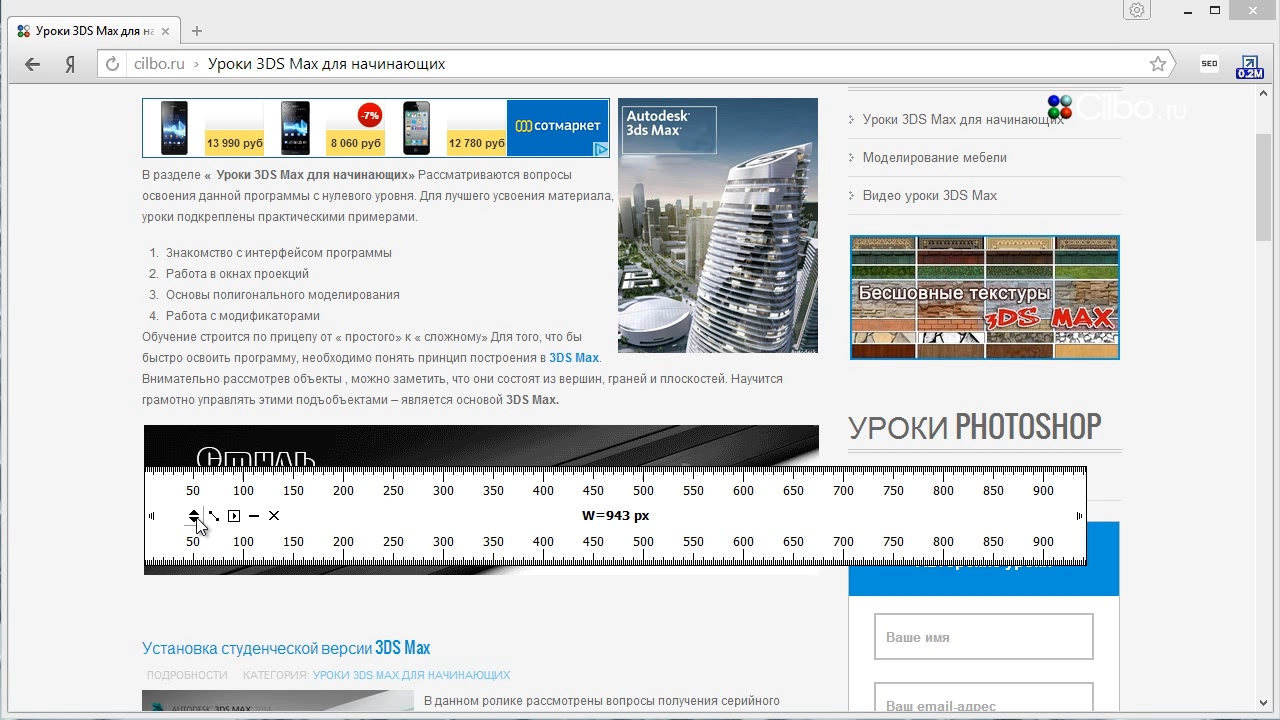 Уроки 3DS Max для на
cilbo.ru › Уроки 3DS Max для начинающих
SEO
0.2M
13 990 руб
-7%
8 060 руб
12 780 руб
сотмаркет
Autodesk
3ds Max
В разделе « Уроки 3DS Max для начинающих» Рассматриваются вопросы
освоения данной программы с нулевого уровня. Для лучшего усвоения материала,
уроки подкреплены практическими примерами.
1. Знакомство с интерфейсом программы
2. Работа в окнах проекций
3. Основы полигонального моделирования
4. Работа с модификаторами
Обучение строится по принципу от «простого» к « сложному» Для того, что бы
быстро освоить программу, необходимо понять принцип построения в 3DS Max.
Внимательно рассмотрев объекты , можно заметить, что они состоят из вершин, граней и плоскостей. Научится
грамотно управлять этими подъобъектами – является основой 3DS Max.
Cilbo.ru
Уроки 3DS Max для начинающих
Моделирование мебели
Видео уроки 3DS Max
Бесшовные текстуры
3DS MAX
УРОКИ PHOTOSHOP
Стиль
50 100 150 200 250 300 350 400 450 500 550 600 650 700 750 800 850 900
W=943 px
50 100 150 200 250 300 350 400 450 500 550 600 650 700 750 800 850 900
Ваше имя
Ваш email-адрес
Установка студенческой версии 3DS Max
ПОДРОБНОСТИ КАТЕГОРИЯ: УРОКИ 3DS MAX ДЛЯ НАЧИНАЮЩИХ
AUTODESK 3DS MAX 2014
В данном ролике рассмотрены вопросы получения серийного